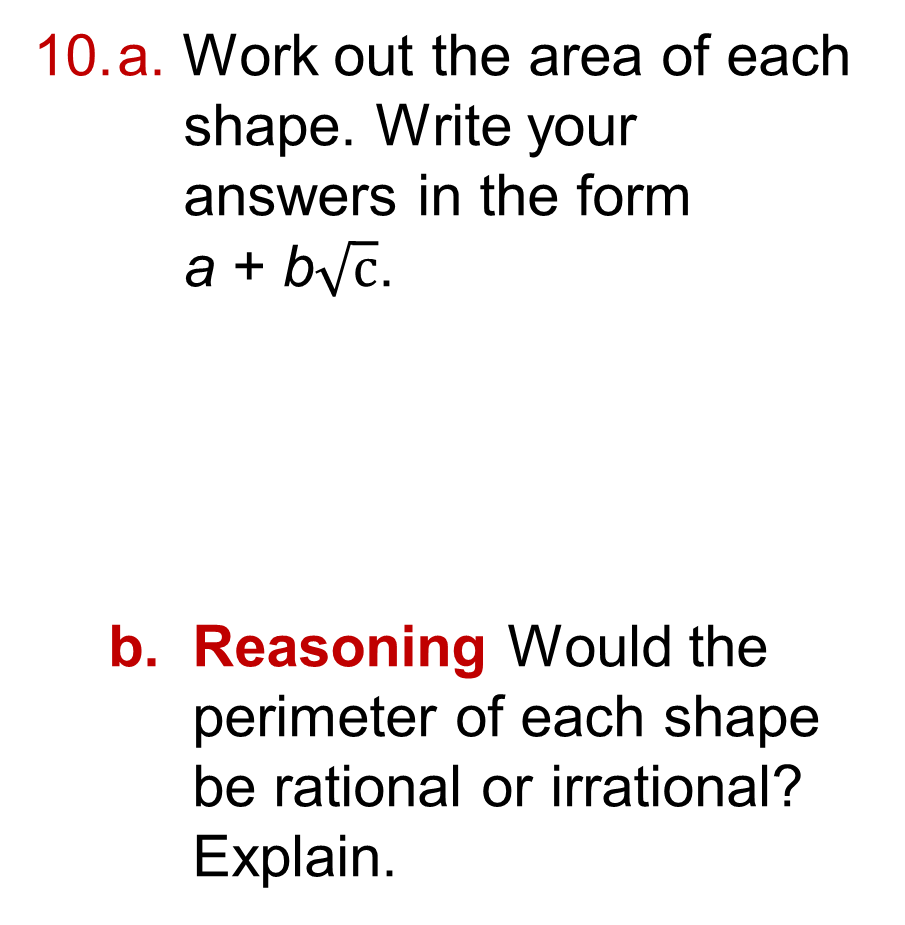 10. a. Work out the area of each
shape. Write your
answers in the form
a + b√c.
b. Reasoning Would the
perimeter of each shape
be rational or irrational?
Explain.